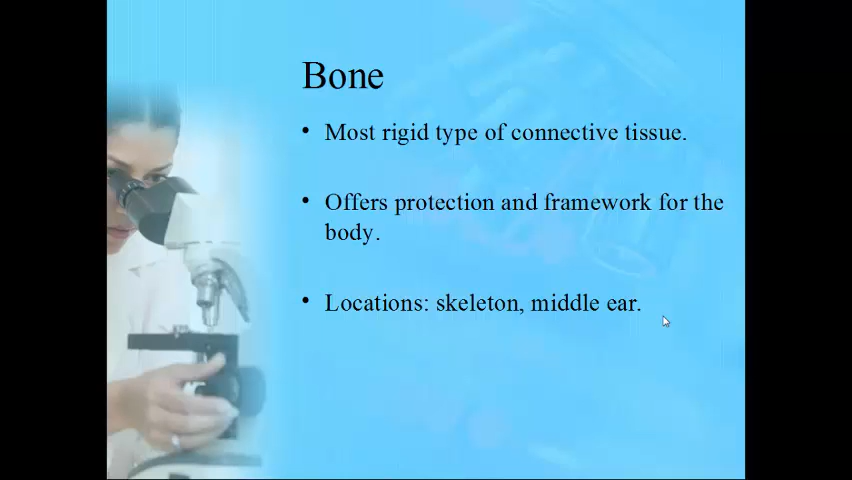 Bone
• Most rigid type of connective tissue.
• Offers protection and framework for the
body.
• Locations: skeleton, middle ear.